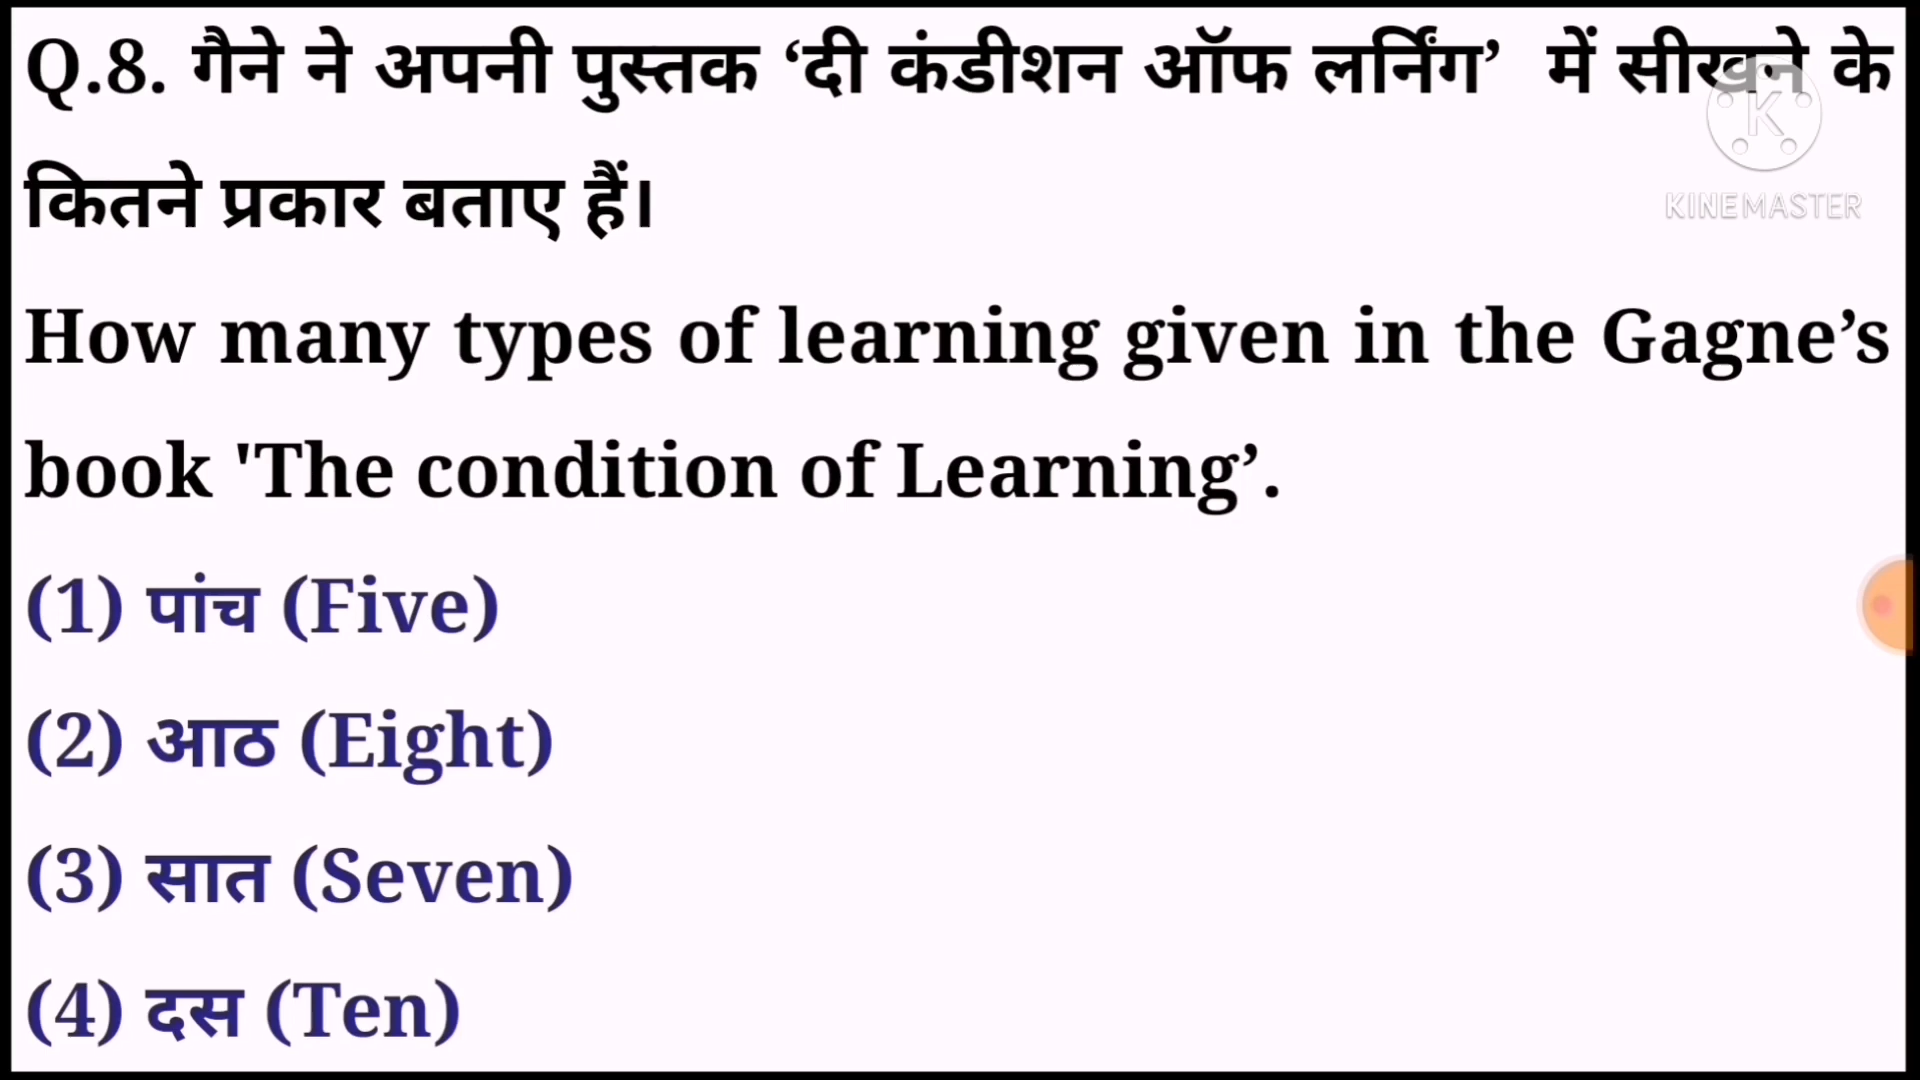 Q.8. गैने ने अपनी पुस्तक ‘दी कंडीशन ऑफ लर्निंग’ में सीखने के
कितने प्रकार बताए हैं।
How many types of learning given in the Gagne’s
book 'The condition of Learning’.
(1) पांच (Five)
(2) आठ (Eight)
(3) सात (Seven)
(4) दस (Ten)
K
KINEMASTER